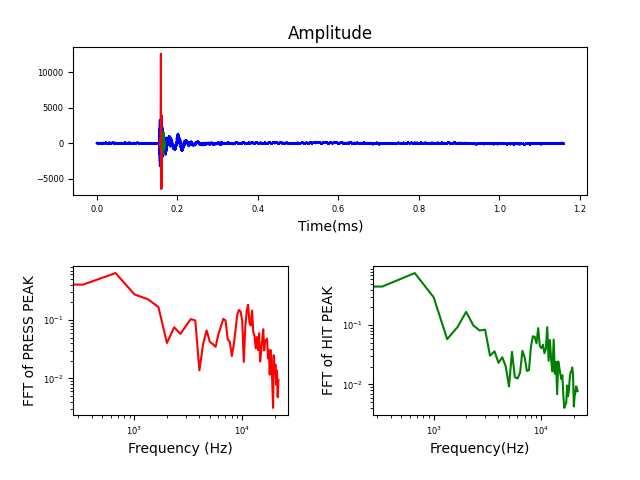 Amplitude
10000
5000
0
−5000
0.0 0.2 0.4 0.6 0.8 1.0 1.2
Time(ms)
FFT of PRESS PEAK
10⁻¹
10⁻²
10³ 10⁴
Frequency (Hz)
FFT of HIT PEAK
10⁻¹
10⁻²
10³ 10⁴
Frequency(Hz)